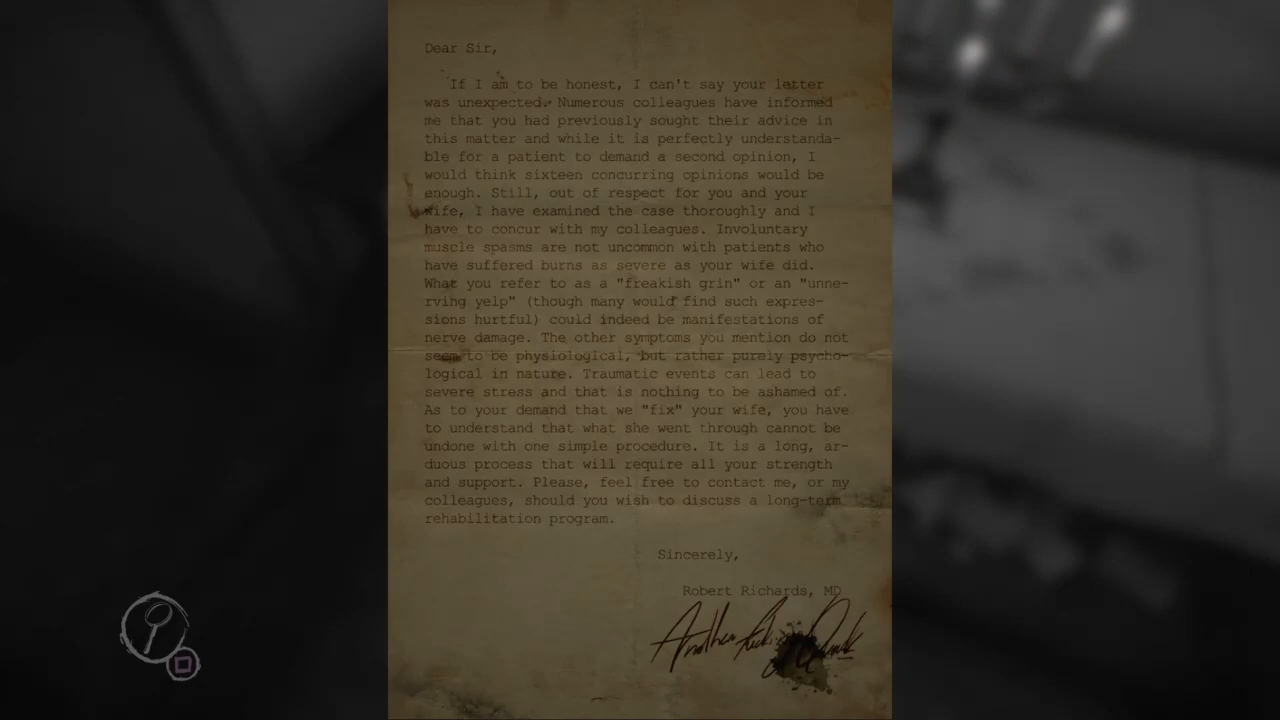 Dear Sir,
If I am to be honest, I can't say your letter
was unexpected. Numerous colleagues have informed
me that you had previously sought their advice in
this matter and while it is perfectly understanda-
ble for a patient to demand a second opinion, I
would think sixteen concurring opinions would be
enough. Still, out of respect for you and your
wife, I have examined the case thoroughly and I
have to concur with my colleagues. Involuntary
muscle spasms are not uncommon with patients who
have suffered burns as severe as your wife did.
What you refer to as a "freakish grin" or an "unne-
rving yelp" (though many would find such expres-
sions hurtful) could indeed be manifestations of
nerve damage. The other symptoms you mention do not
seem to be physiological, but rather purely psycho-
logical in nature. Traumatic events can lead to
severe stress and that is nothing to be ashamed of.
As to your demand that we "fix" your wife, you have
to understand that what she went through cannot be
undone with one simple procedure. It is a long, ar-
duous process that will require all your strength
and support. Please, feel free to contact me, or my
colleagues, should you wish to discuss a long-term
rehabilitation program.
Sincerely,
Robert Richards, MD
Another fucking Quack